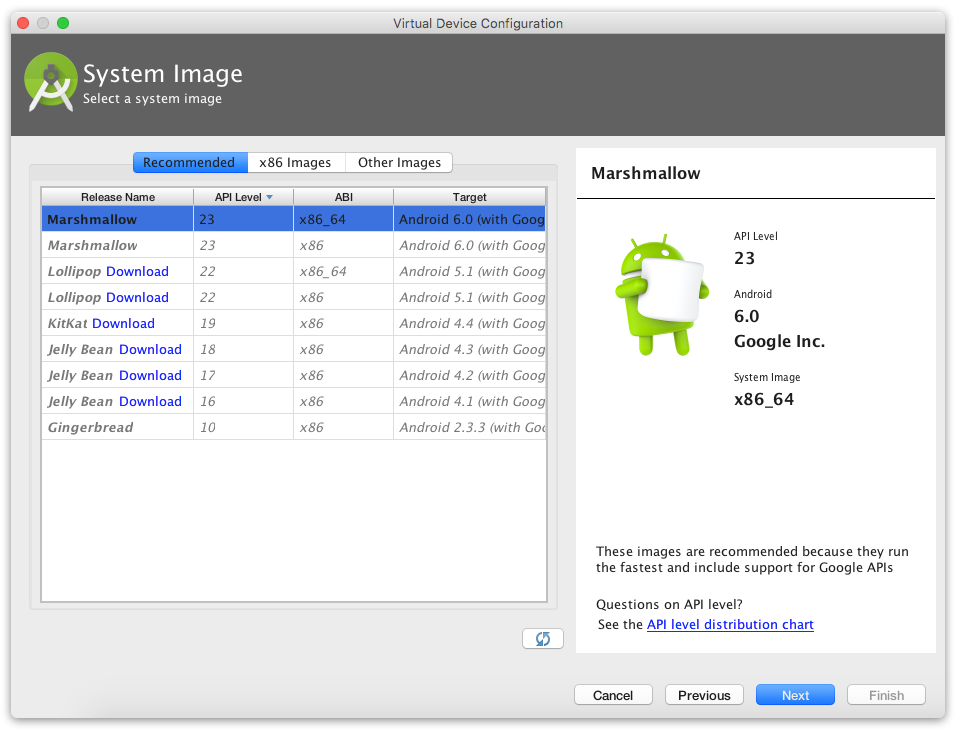 Virtual Device Configuration
System Image
Select a system image
Recommended x86 Images Other Images
Release Name API Level ABI Target
Marshmallow 23 x86_64 Android 6.0 (with Goog
Marshmallow 23 x86 Android 6.0 (with Goog
Lollipop Download 22 x86_64 Android 5.1 (with Goog
Lollipop Download 22 x86 Android 5.1 (with Goog
KitKat Download 19 x86 Android 4.4 (with Goog
Jelly Bean Download 18 x86 Android 4.3 (with Goog
Jelly Bean Download 17 x86 Android 4.2 (with Goog
Jelly Bean Download 16 x86 Android 4.1 (with Goog
Gingerbread 10 x86 Android 2.3.3 (with Goo
Marshmallow
API Level
23
Android
6.0
Google Inc.
System Image
x86_64
These images are recommended because they run
the fastest and include support for Google APIs
Questions on API level?
See the API level distribution chart
Cancel Previous Next Finish